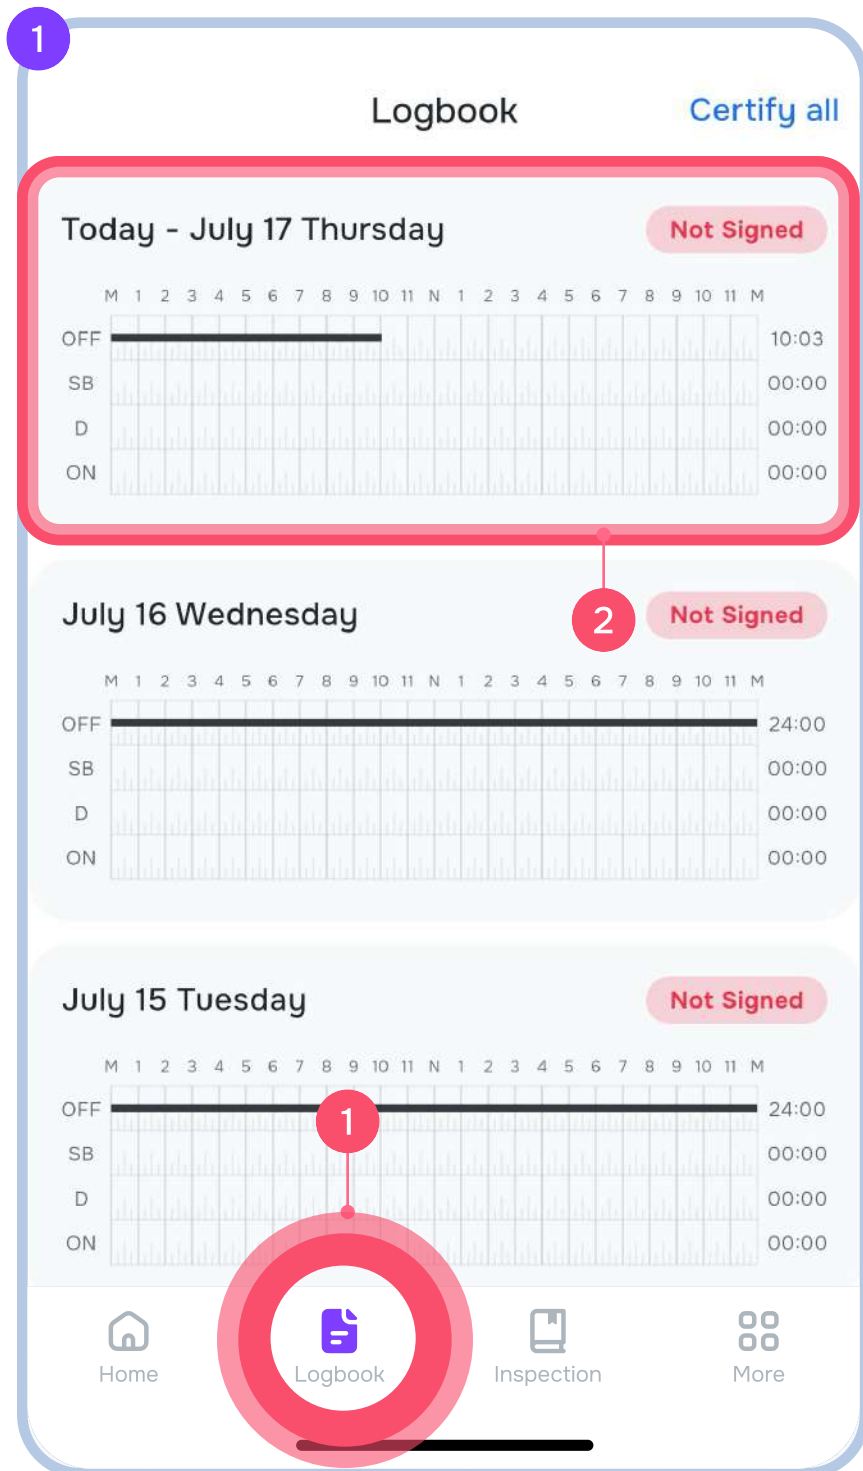 1
Logbook Certify all
Today - July 17 Thursday Not Signed
M 1 2 3 4 5 6 7 8 9 10 11 N 1 2 3 4 5 6 7 8 9 10 11 M
OFF 10:03
SB 00:00
D 00:00
ON 00:00
2
July 16 Wednesday Not Signed
M 1 2 3 4 5 6 7 8 9 10 11 N 1 2 3 4 5 6 7 8 9 10 11 M
OFF 24:00
SB 00:00
D 00:00
ON 00:00
July 15 Tuesday Not Signed
M 1 2 3 4 5 6 7 8 9 10 11 N 1 2 3 4 5 6 7 8 9 10 11 M
OFF 24:00
1
SB 00:00
D 00:00
ON 00:00
Home Logbook Inspection More